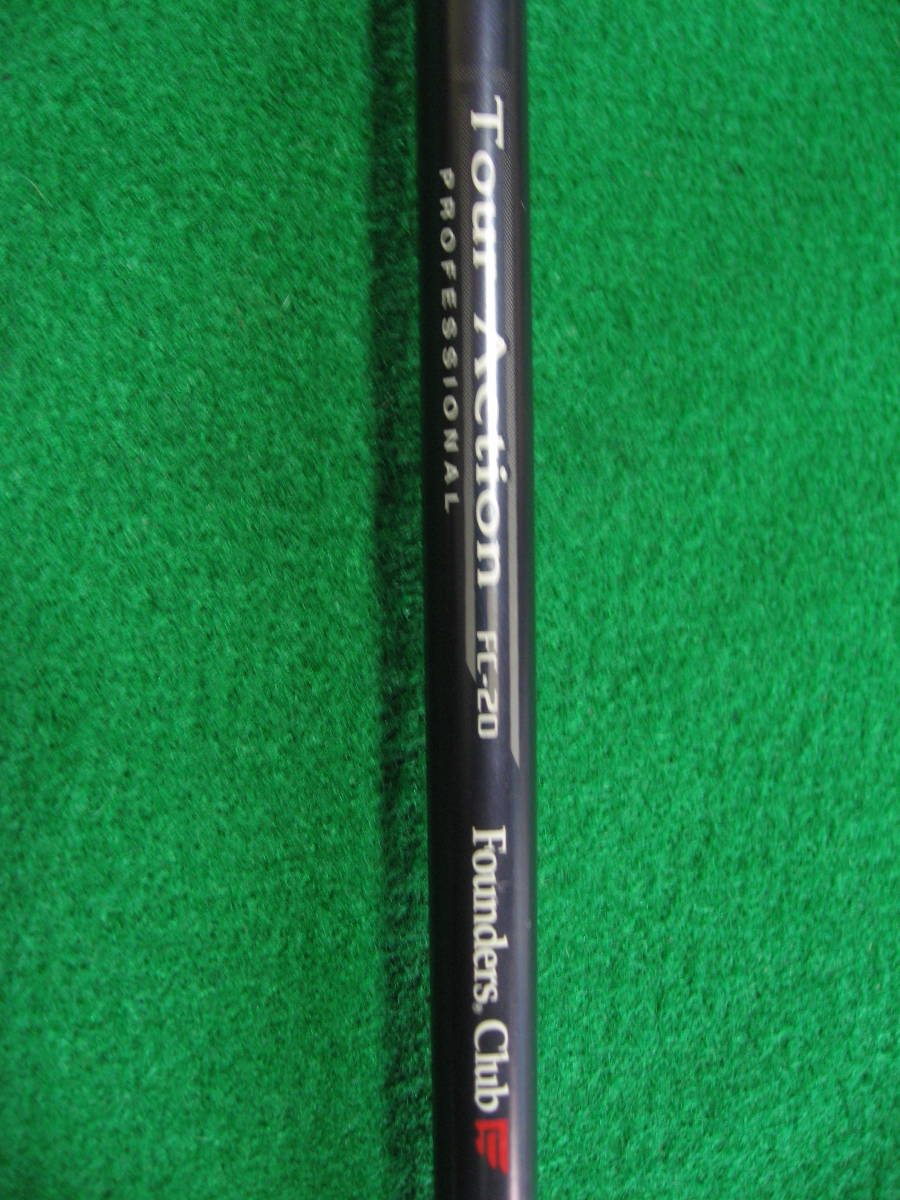 Tour Action FC-20
PROFESSIONAL
Founders. Club